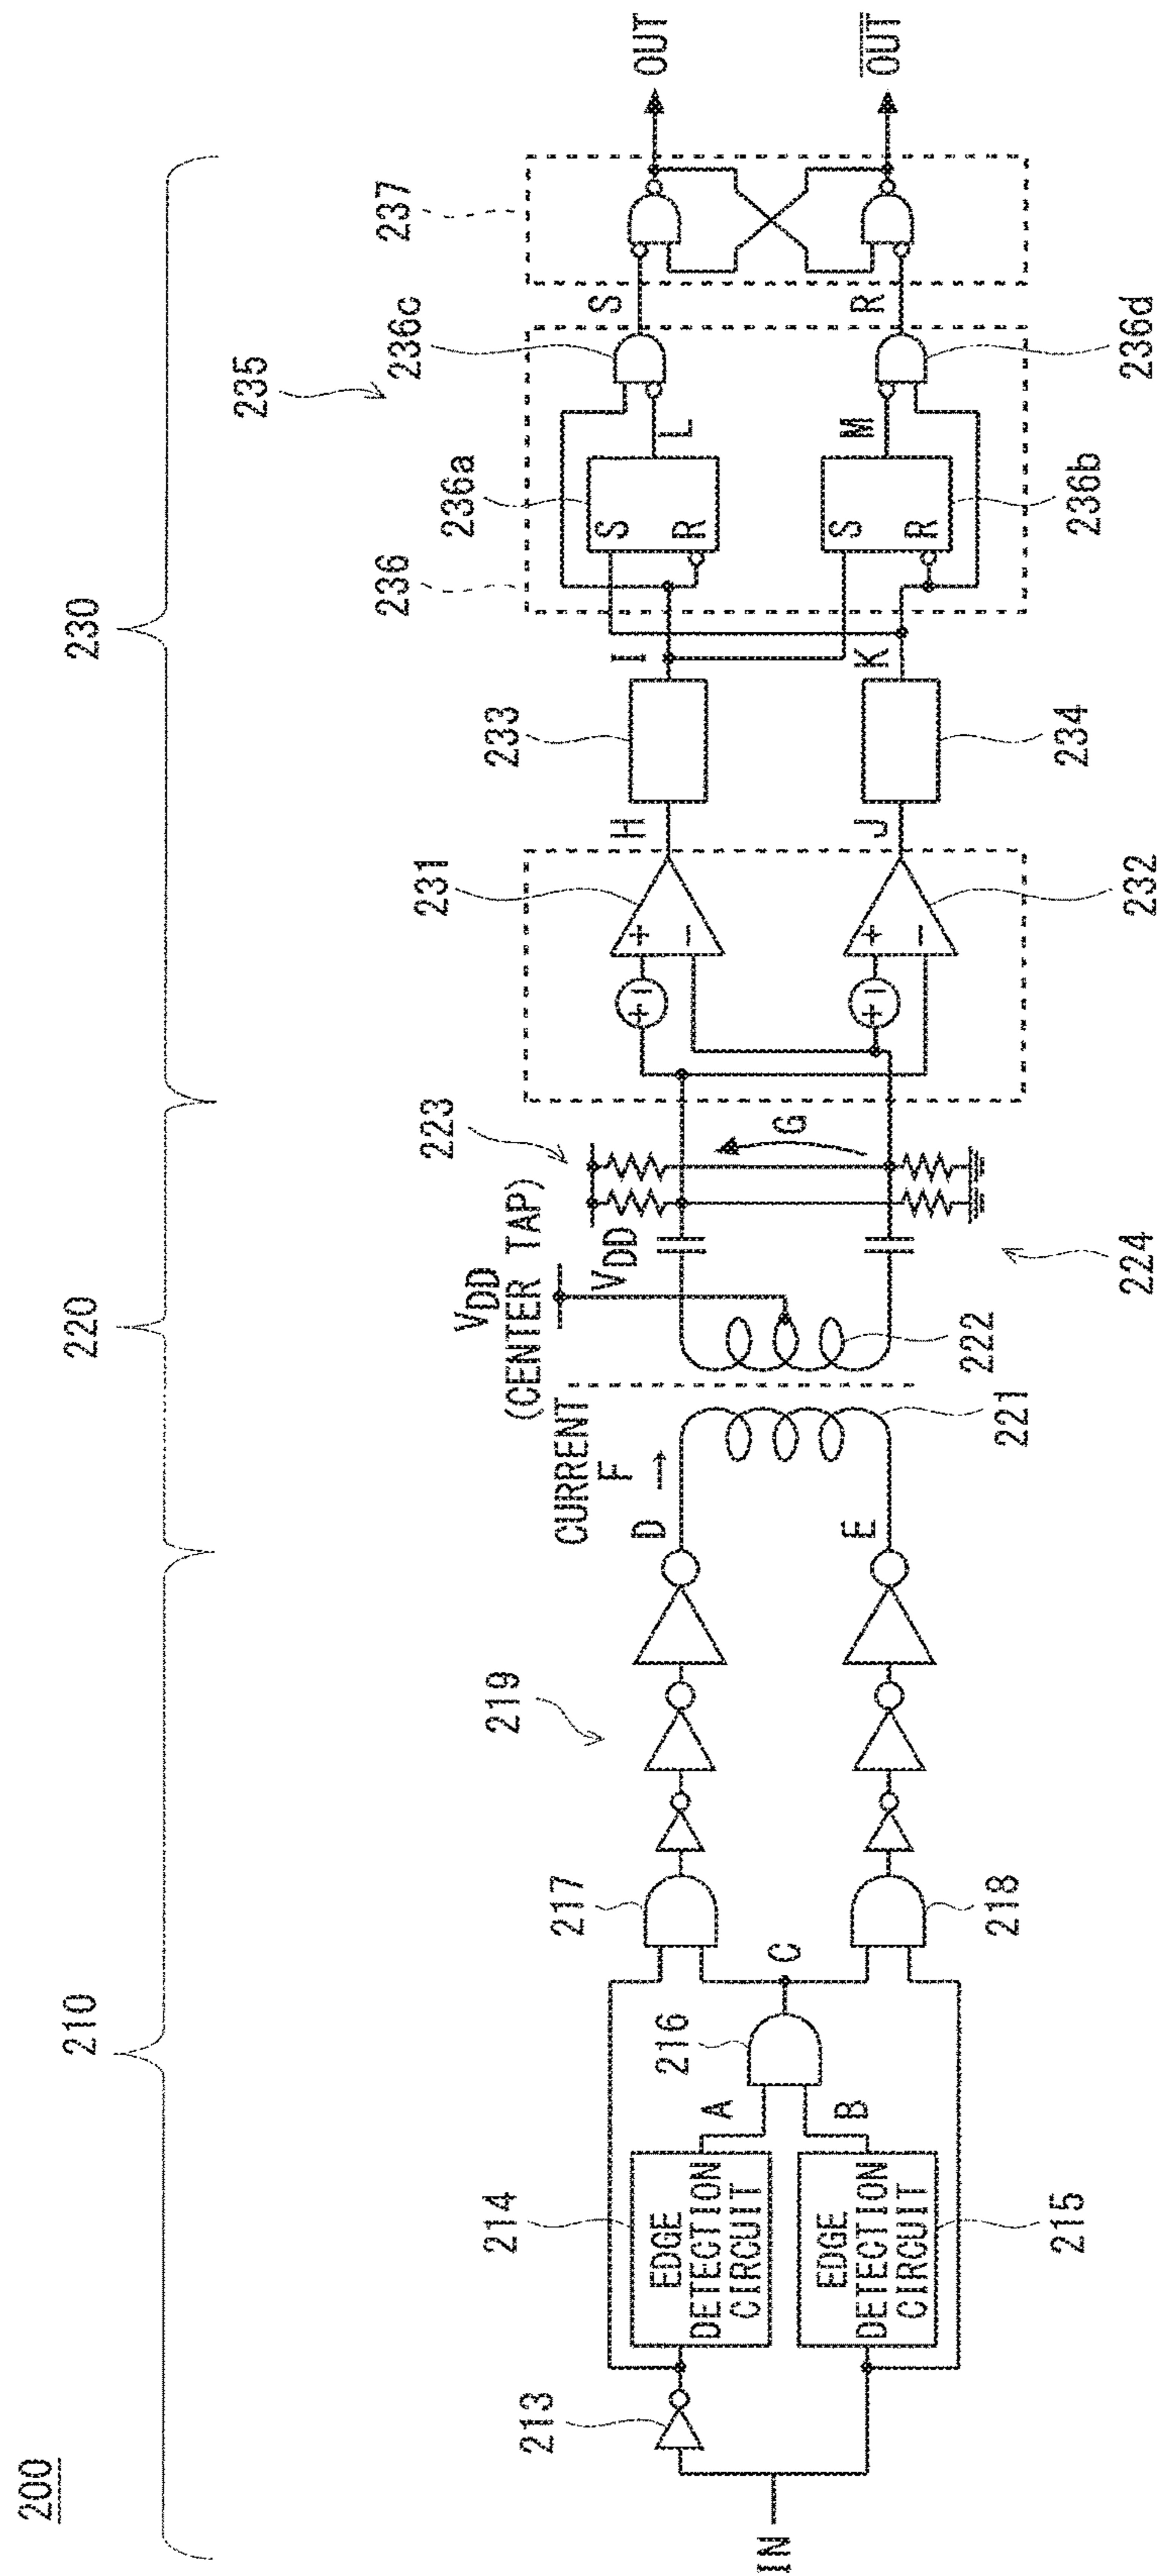 200
210
220
230
IN
213
214
EDGE
DETECTION
CIRCUIT
EDGE
DETECTION
CIRCUIT
215
A
B
216
C
217
218
219
D
E
CURRENT
F
221
222
VDD
(CENTER TAP)
VDD
223
224
G
231
+
−
+ −
232
+
−
+ −
H
J
233
234
I
K
235
236
236a
S
R
236b
S
R
L
M
236c
236d
S
R
237
OUT
OUT